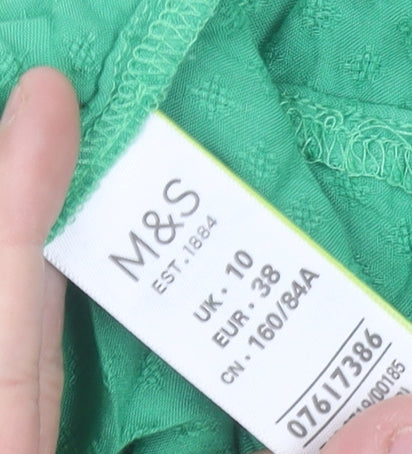 M&S
EST. 1884
UK • 10
EUR • 38
CN • 160/84A
07617386